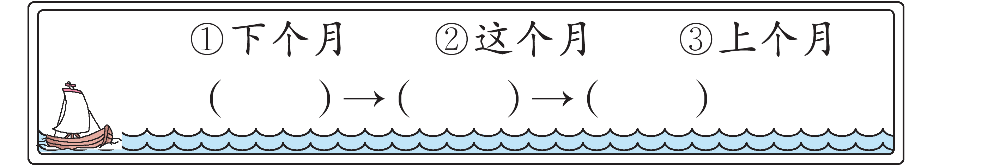 ①下个月 ②这个月 ③上个月
(　　)→(　　)→(　　)